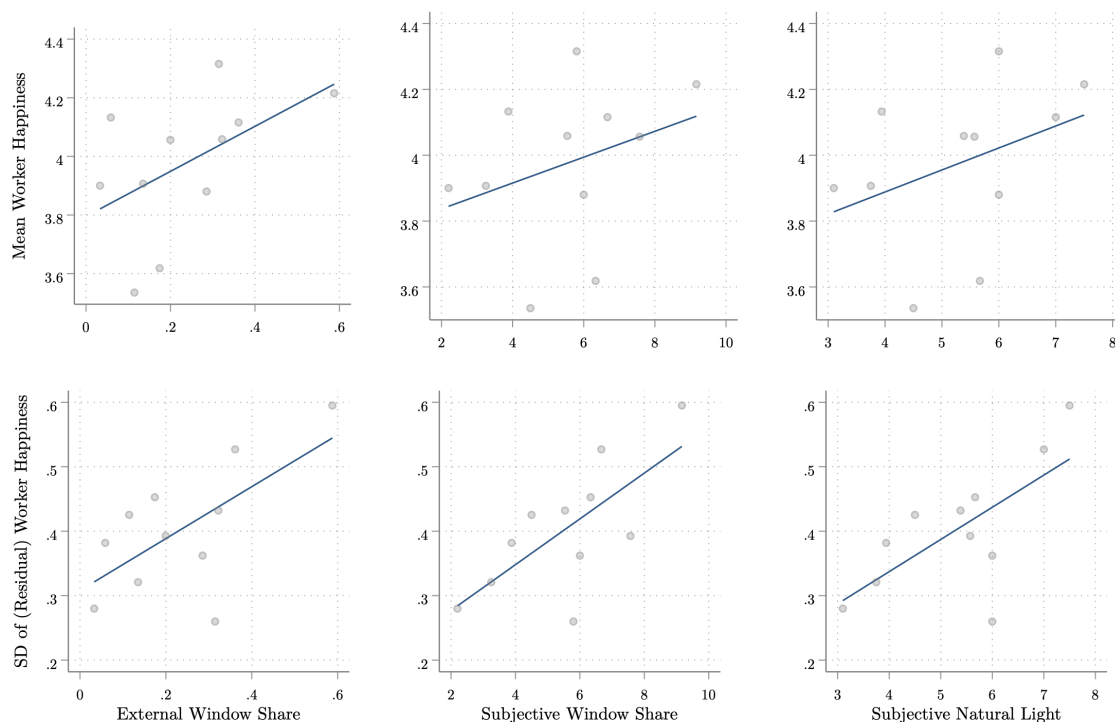 Mean Worker Happiness
4.4
4.2
4
3.8
3.6
0 .2 .4 .6
4.4
4.2
4
3.8
3.6
2 4 6 8 10
4.4
4.2
4
3.8
3.6
3 4 5 6 7 8
SD of (Residual) Worker Happiness
.6
.5
.4
.3
.2
0 .2 .4 .6
External Window Share
.6
.5
.4
.3
.2
2 4 6 8 10
Subjective Window Share
.6
.5
.4
.3
.2
3 4 5 6 7 8
Subjective Natural Light